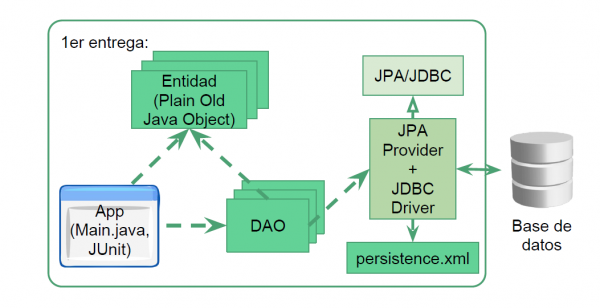 1er entrega:
Entidad
(Plain Old
Java Object)
JPA/JDBC
JPA
Provider
+
JDBC
Driver
App
(Main.java,
JUnit)
DAO
persistence.xml
Base de
datos